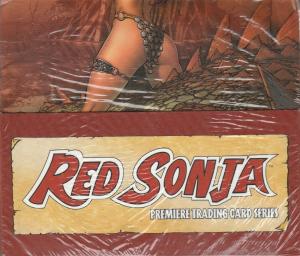 RED SONJA
PREMIERE TRADING CARD SERIES